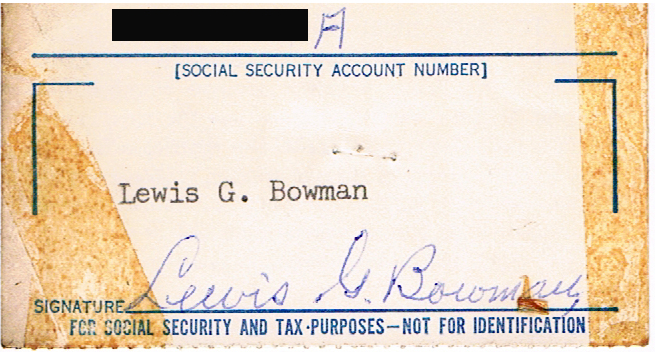 A
[SOCIAL SECURITY ACCOUNT NUMBER]
Lewis G. Bowman
Lewis G. Bowman
SIGNATURE
FOR SOCIAL SECURITY AND TAX·PURPOSES—NOT FOR IDENTIFICATION